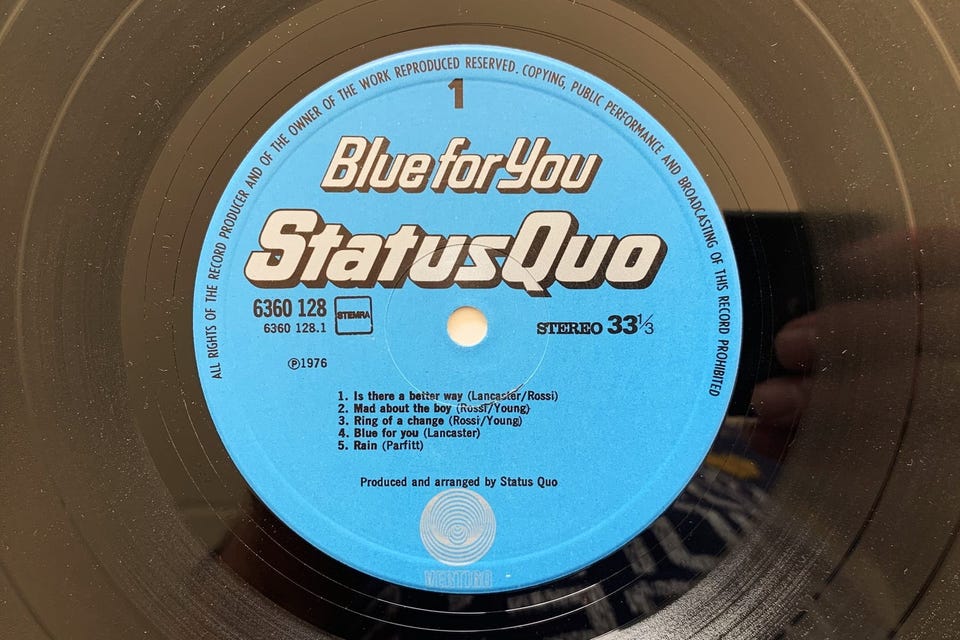 ALL RIGHTS OF THE RECORD PRODUCER AND OF THE OWNER OF THE WORK REPRODUCED RESERVED. COPYING, PUBLIC PERFORMANCE AND BROADCASTING OF THIS RECORD PROHIBITED
1
Blue for You
Status Quo
6360 128
STEMRA
6360 128.1
STEREO 33 1/3
Ⓟ1976
1. Is there a better way (Lancaster/Rossi)
2. Mad about the boy (Rossi/Young)
3. Ring of a change (Rossi/Young)
4. Blue for you (Lancaster)
5. Rain (Parfitt)
Produced and arranged by Status Quo
VERTIGO